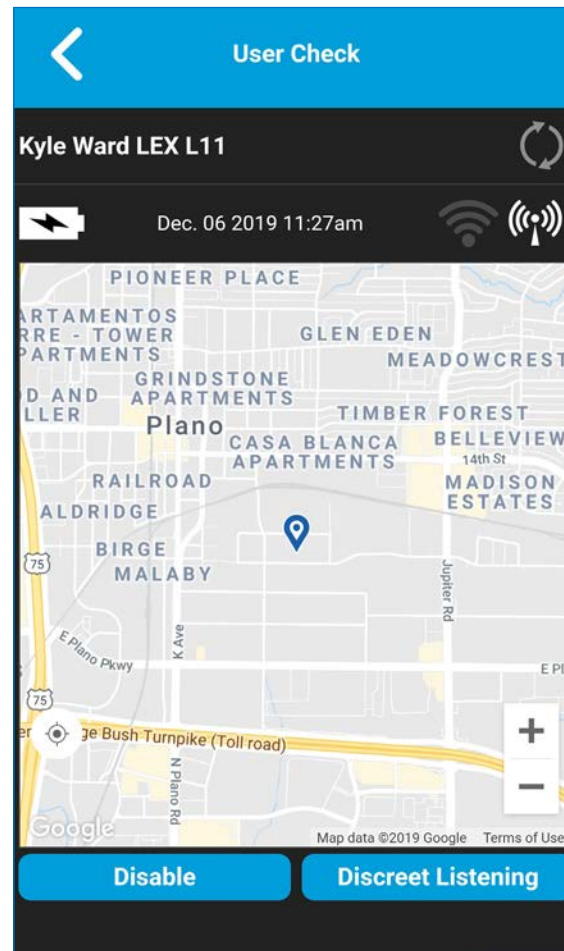 User Check
Kyle Ward LEX L11
Dec. 06 2019 11:27am
PIONEER PLACE
ARTAMENTOS
RRE - TOWER
PARTMENTS
GLEN EDEN
MEADOWCREST
GRINDSTONE
APARTMENTS
D AND
LLER
TIMBER FOREST
Plano
CASA BLANCA
APARTMENTS
BELLEVIEW
14th St
RAILROAD
MADISON
ESTATES
ALDRIDGE
BIRGE
MALABY
75
Jupiter Rd
K Ave
E Plano Pkwy
E Pl
75
ge Bush Turnpike (Toll road)
N Plano Rd
+
−
Google
Map data ©2019 Google
Terms of Use
Disable
Discreet Listening